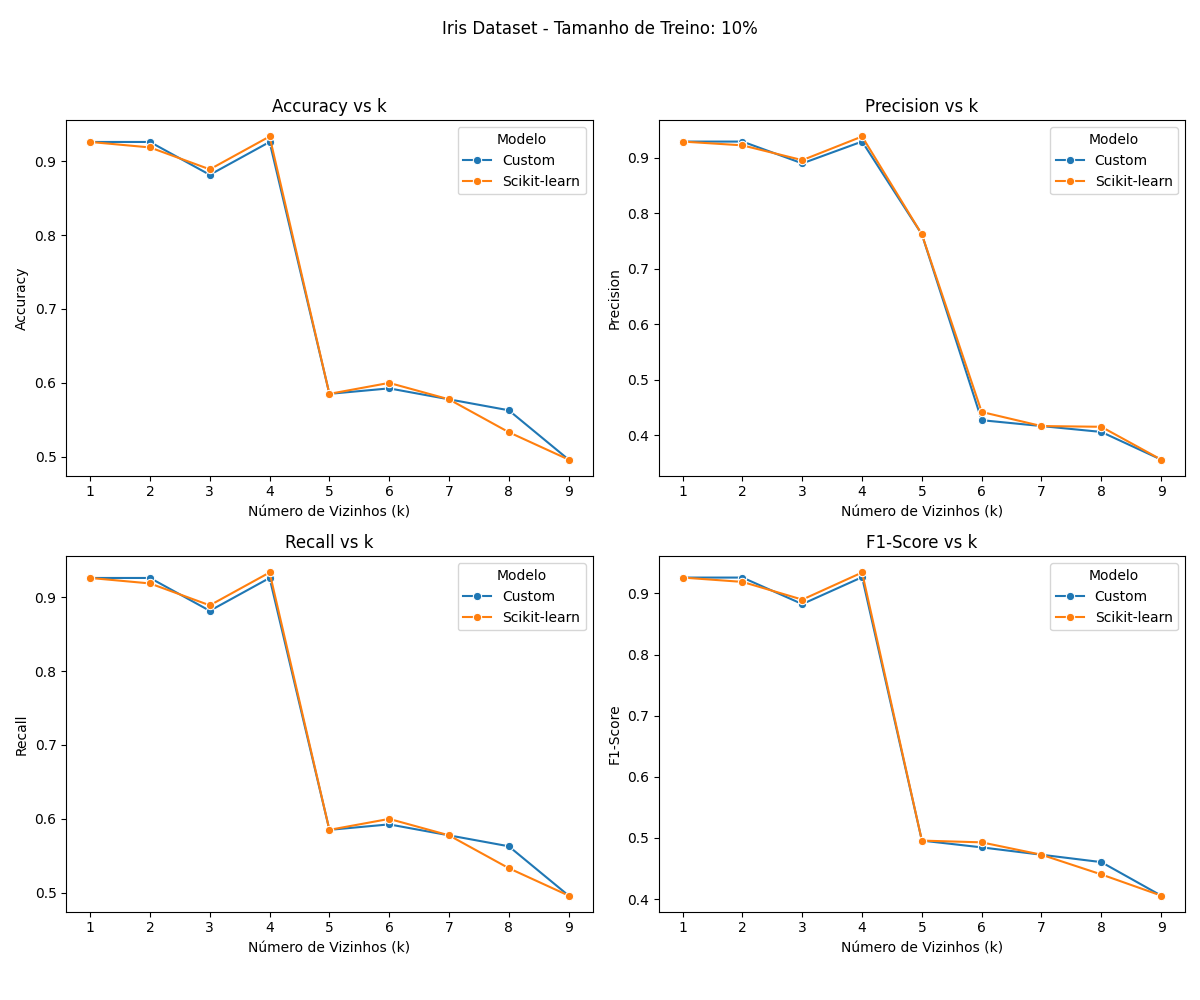 Iris Dataset - Tamanho de Treino: 10%
Accuracy vs k
Modelo
Custom
Scikit-learn
0.9
0.8
0.7
0.6
0.5
Accuracy
1 2 3 4 5 6 7 8 9
Número de Vizinhos (k)
Precision vs k
Modelo
Custom
Scikit-learn
0.9
0.8
0.7
0.6
0.5
0.4
Precision
1 2 3 4 5 6 7 8 9
Número de Vizinhos (k)
Recall vs k
Modelo
Custom
Scikit-learn
0.9
0.8
0.7
0.6
0.5
Recall
1 2 3 4 5 6 7 8 9
Número de Vizinhos (k)
F1-Score vs k
Modelo
Custom
Scikit-learn
0.9
0.8
0.7
0.6
0.5
0.4
F1-Score
1 2 3 4 5 6 7 8 9
Número de Vizinhos (k)